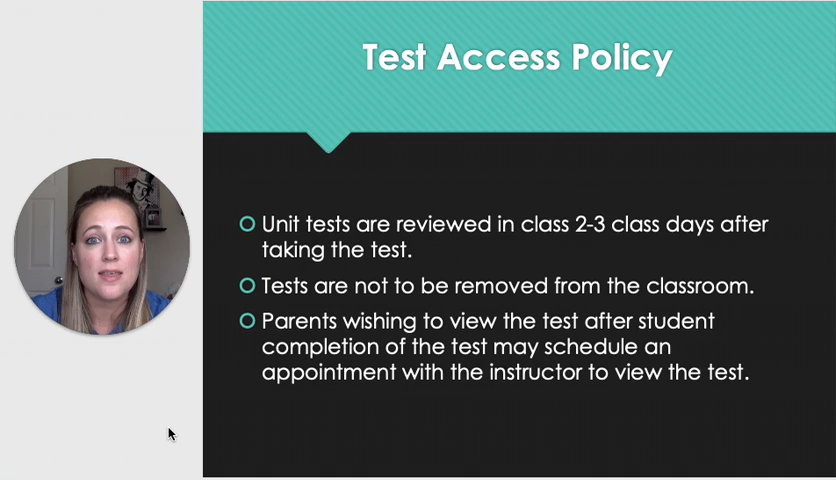 Test Access Policy
Unit tests are reviewed in class 2-3 class days after
taking the test.
Tests are not to be removed from the classroom.
Parents wishing to view the test after student
completion of the test may schedule an
appointment with the instructor to view the test.